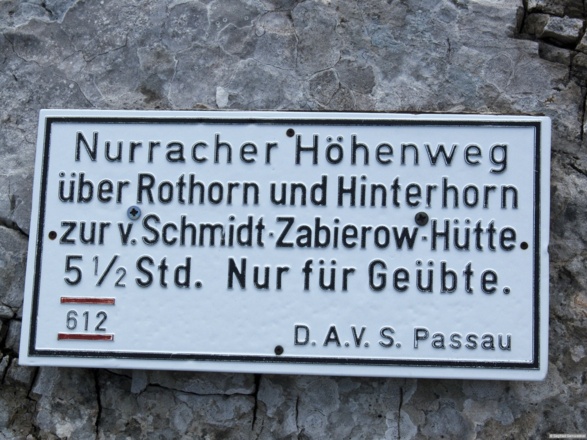 Nurracher Höhenweg
über Rothorn und Hinterhorn
zur v. Schmidt-Zabierow-Hütte.
5 1/2 Std. Nur für Geübte.
612
D.A.V.S. Passau